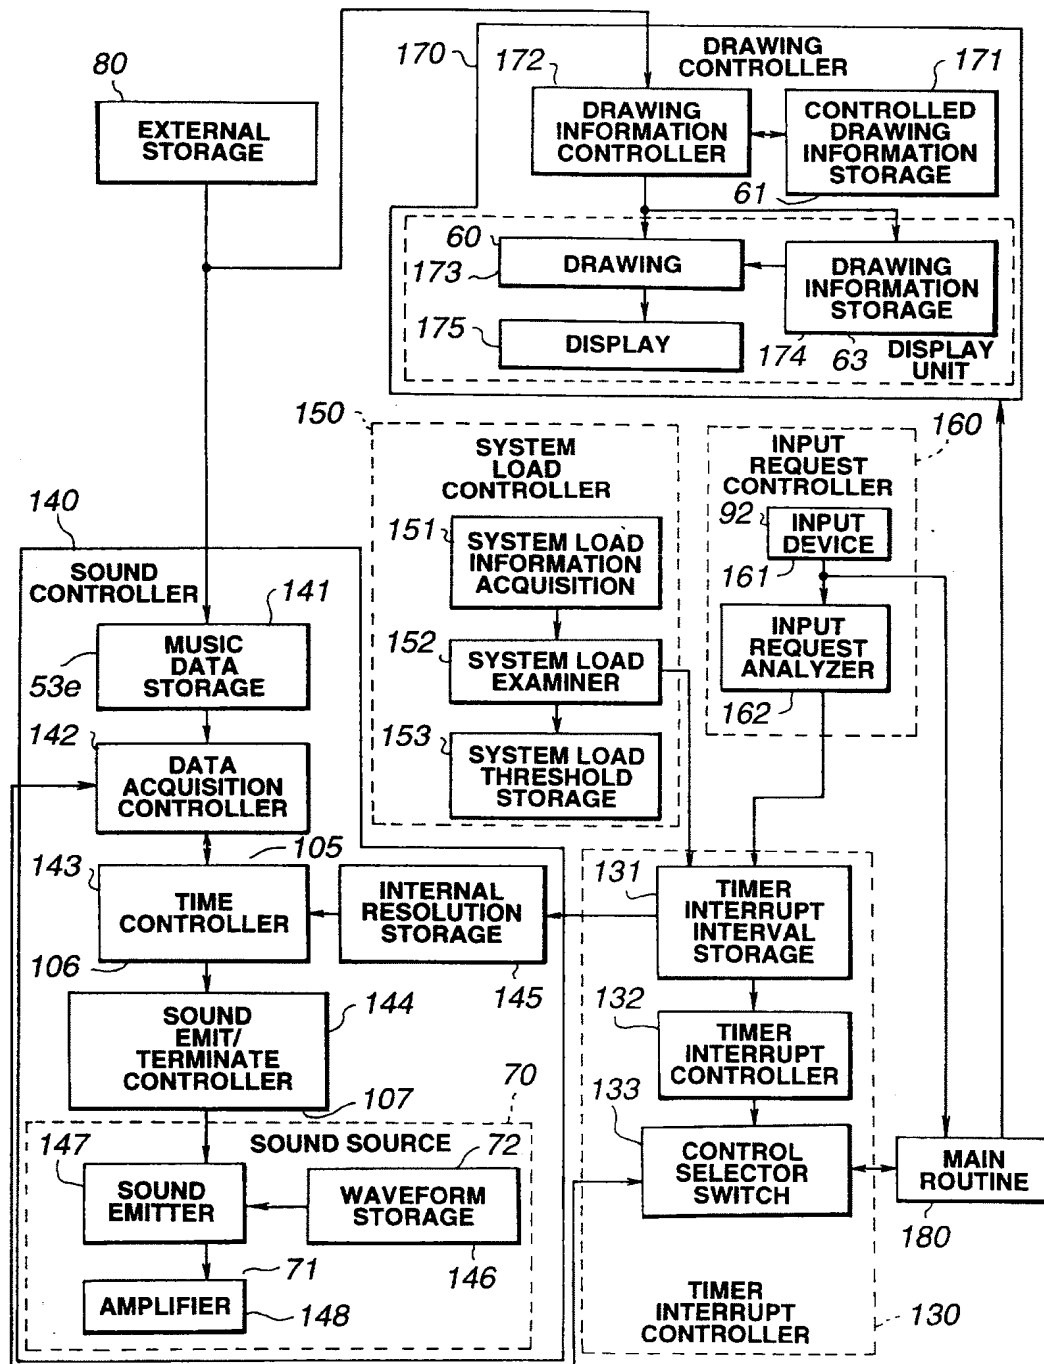 80
EXTERNAL
STORAGE
170
DRAWING
CONTROLLER
172
171
DRAWING
INFORMATION
CONTROLLER
CONTROLLED
DRAWING
INFORMATION
STORAGE
61
60
173
DRAWING
DRAWING
INFORMATION
STORAGE
175
DISPLAY
174
63
DISPLAY
UNIT
150
SYSTEM
LOAD
CONTROLLER
151
SYSTEM LOAD
INFORMATION
ACQUISITION
152
SYSTEM LOAD
EXAMINER
153
SYSTEM LOAD
THRESHOLD
STORAGE
160
INPUT
REQUEST
CONTROLLER
92
INPUT
DEVICE
161
INPUT
REQUEST
ANALYZER
162
140
SOUND
CONTROLLER
141
MUSIC
DATA
STORAGE
53e
142
DATA
ACQUISITION
CONTROLLER
105
143
TIME
CONTROLLER
106
INTERNAL
RESOLUTION
STORAGE
145
144
SOUND
EMIT/
TERMINATE
CONTROLLER
107
70
SOUND SOURCE
147
SOUND
EMITTER
72
WAVEFORM
STORAGE
146
71
AMPLIFIER
148
131
TIMER
INTERRUPT
INTERVAL
STORAGE
132
TIMER
INTERRUPT
CONTROLLER
133
CONTROL
SELECTOR
SWITCH
MAIN
ROUTINE
180
TIMER
INTERRUPT
CONTROLLER
130